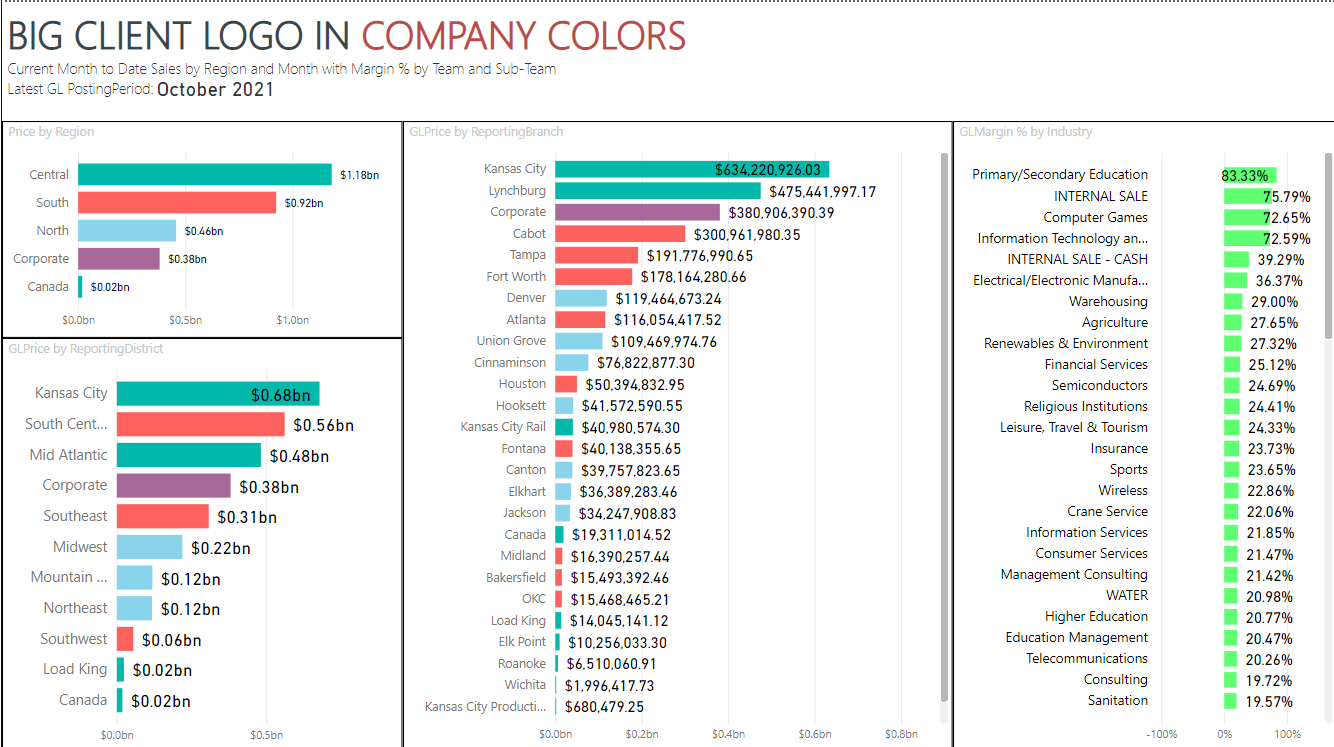 BIG CLIENT LOGO IN COMPANY COLORS
Current Month to Date Sales by Region and Month with Margin % by Team and Sub-Team
Latest GL PostingPeriod: October 2021
Price by Region
Central $1.18bn
South $0.92bn
North $0.46bn
Corporate $0.38bn
Canada $0.02bn
$0.0bn $0.5bn $1.0bn
GLPrice by ReportingDistrict
Kansas City $0.68bn
South Cent... $0.56bn
Mid Atlantic $0.48bn
Corporate $0.38bn
Southeast $0.31bn
Midwest $0.22bn
Mountain ... $0.12bn
Northeast $0.12bn
Southwest $0.06bn
Load King $0.02bn
Canada $0.02bn
$0.0bn $0.5bn
GLPrice by ReportingBranch
Kansas City $634,220,926.03
Lynchburg $475,441,997.17
Corporate $380,906,390.39
Cabot $300,961,980.35
Tampa $191,776,990.65
Fort Worth $178,164,280.66
Denver $119,464,673.24
Atlanta $116,054,417.52
Union Grove $109,469,974.76
Cinnaminson $76,822,877.30
Houston $50,394,832.95
Hooksett $41,572,590.55
Kansas City Rail $40,980,574.30
Fontana $40,138,355.65
Canton $39,757,823.65
Elkhart $36,389,283.46
Jackson $34,247,908.83
Canada $19,311,014.52
Midland $16,390,257.44
Bakersfield $15,493,392.46
OKC $15,468,465.21
Load King $14,045,141.12
Elk Point $10,256,033.30
Roanoke $6,510,060.91
Wichita $1,996,417.73
Kansas City Producti... $680,479.25
$0.0bn $0.2bn $0.4bn $0.6bn $0.8bn
GLMargin % by Industry
Primary/Secondary Education 83.33%
INTERNAL SALE 75.79%
Computer Games 72.65%
Information Technology an... 72.59%
INTERNAL SALE - CASH 39.29%
Electrical/Electronic Manufa... 36.37%
Warehousing 29.00%
Agriculture 27.65%
Renewables & Environment 27.32%
Financial Services 25.12%
Semiconductors 24.69%
Religious Institutions 24.41%
Leisure, Travel & Tourism 24.33%
Insurance 23.73%
Sports 23.65%
Wireless 22.86%
Crane Service 22.06%
Information Services 21.85%
Consumer Services 21.47%
Management Consulting 21.42%
WATER 20.98%
Higher Education 20.77%
Education Management 20.47%
Telecommunications 20.26%
Consulting 19.72%
Sanitation 19.57%
-100% 0% 100%